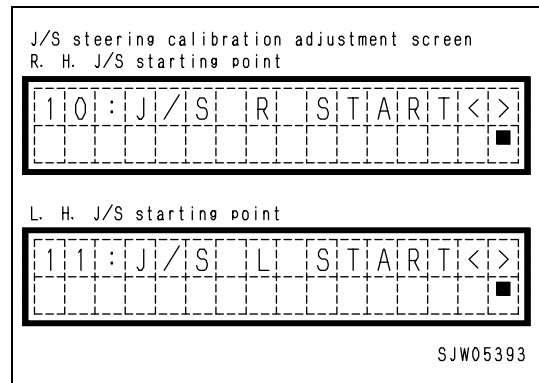 J/S steering calibration adjustment screen
R. H. J/S starting point
10:J/S R START<>
■
L. H. J/S starting point
11:J/S L START<>
■
SJW05393